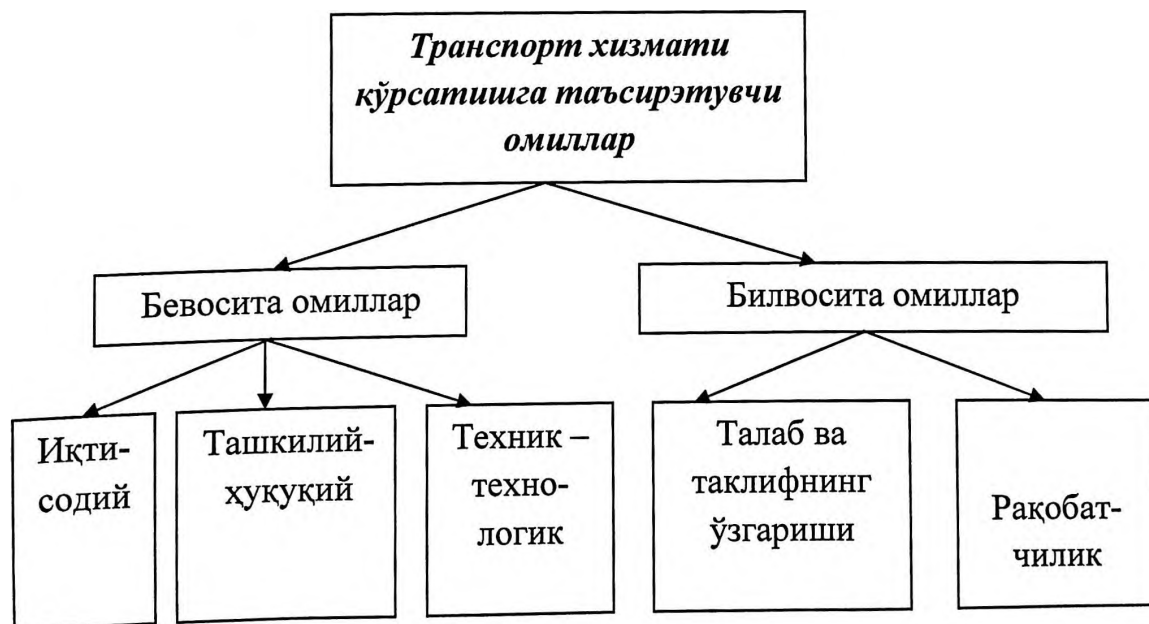 Транспорт хизмати
кўрсатишга таъсирэтувчи
омиллар
Бевосита омиллар
Билвосита омиллар
Иқти-
содий
Ташкилий-
ҳуқуқий
Техник –
техно-
логик
Талаб ва
таклифнинг
ўзгариши
Рақобат-
чилик